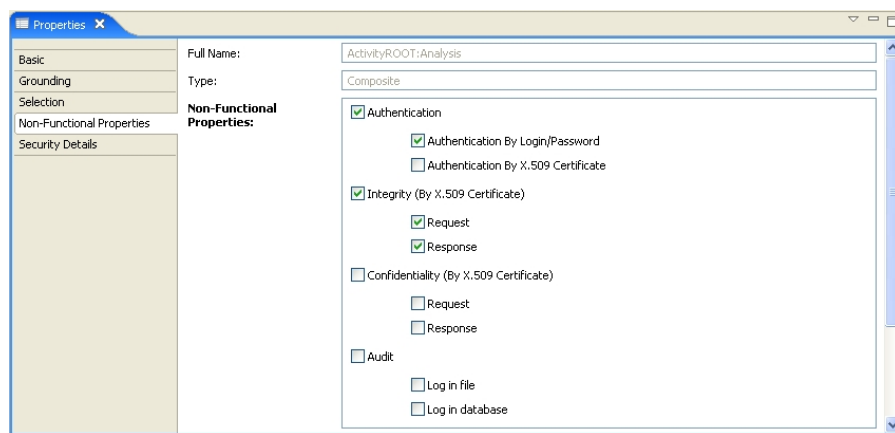 Properties
Basic
Grounding
Selection
Non-Functional Properties
Security Details
Full Name:
ActivityROOT:Analysis
Type:
Composite
Non-Functional
Properties:
Authentication
Authentication By Login/Password
Authentication By X.509 Certificate
Integrity (By X.509 Certificate)
Request
Response
Confidentiality (By X.509 Certificate)
Request
Response
Audit
Log in file
Log in database